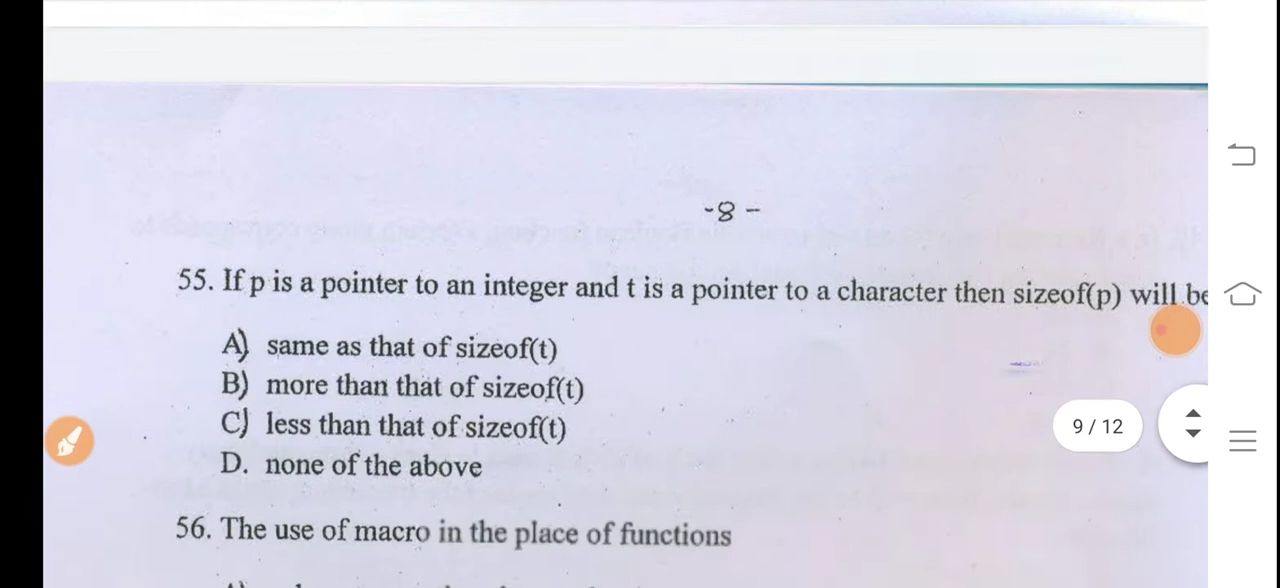 -8-
55. If p is a pointer to an integer and t is a pointer to a character then sizeof(p) will be
A) same as that of sizeof(t)
B) more than that of sizeof(t)
C) less than that of sizeof(t)
D. none of the above
9 / 12
56. The use of macro in the place of functions